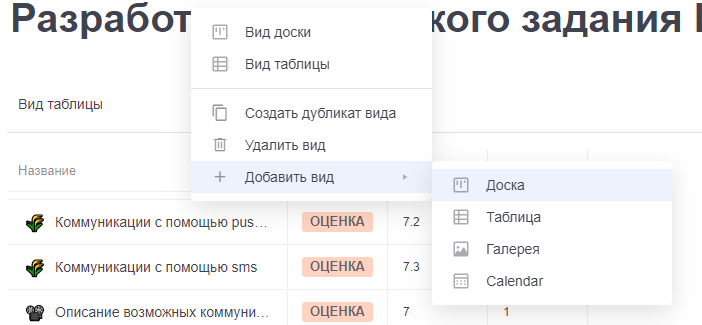 Разработ
кого задания
Вид доски
Вид таблицы
Создать дубликат вида
Удалить вид
Добавить вид
Доска
Таблица
Галерея
Calendar
Вид таблицы
Название
Коммуникации с помощью pus... ОЦЕНКА 7.2
Коммуникации с помощью sms ОЦЕНКА 7.3
Описание возможных коммуни... ОЦЕНКА 7 1